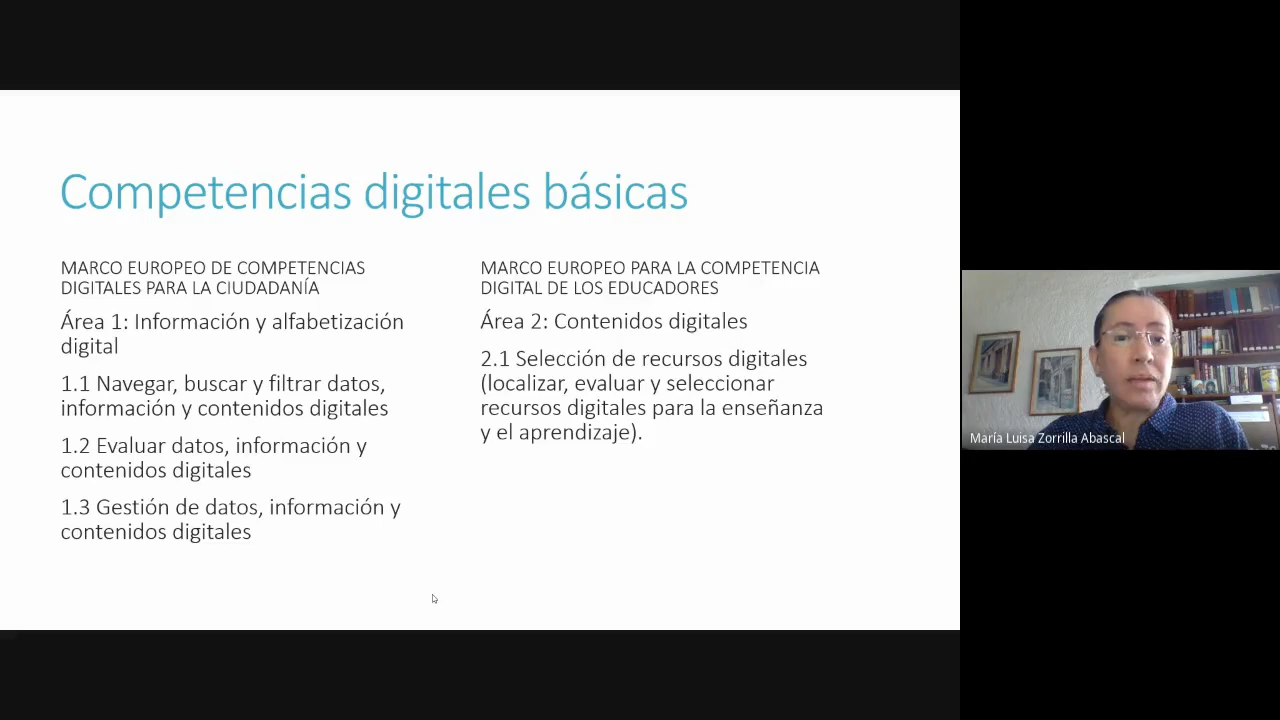 Competencias digitales básicas
MARCO EUROPEO DE COMPETENCIAS
DIGITALES PARA LA CIUDADANÍA
Área 1: Información y alfabetización
digital
1.1 Navegar, buscar y filtrar datos,
información y contenidos digitales
1.2 Evaluar datos, información y
contenidos digitales
1.3 Gestión de datos, información y
contenidos digitales
MARCO EUROPEO PARA LA COMPETENCIA
DIGITAL DE LOS EDUCADORES
Área 2: Contenidos digitales
2.1 Selección de recursos digitales
(localizar, evaluar y seleccionar
recursos digitales para la enseñanza
y el aprendizaje).
María Luisa Zorrilla Abascal